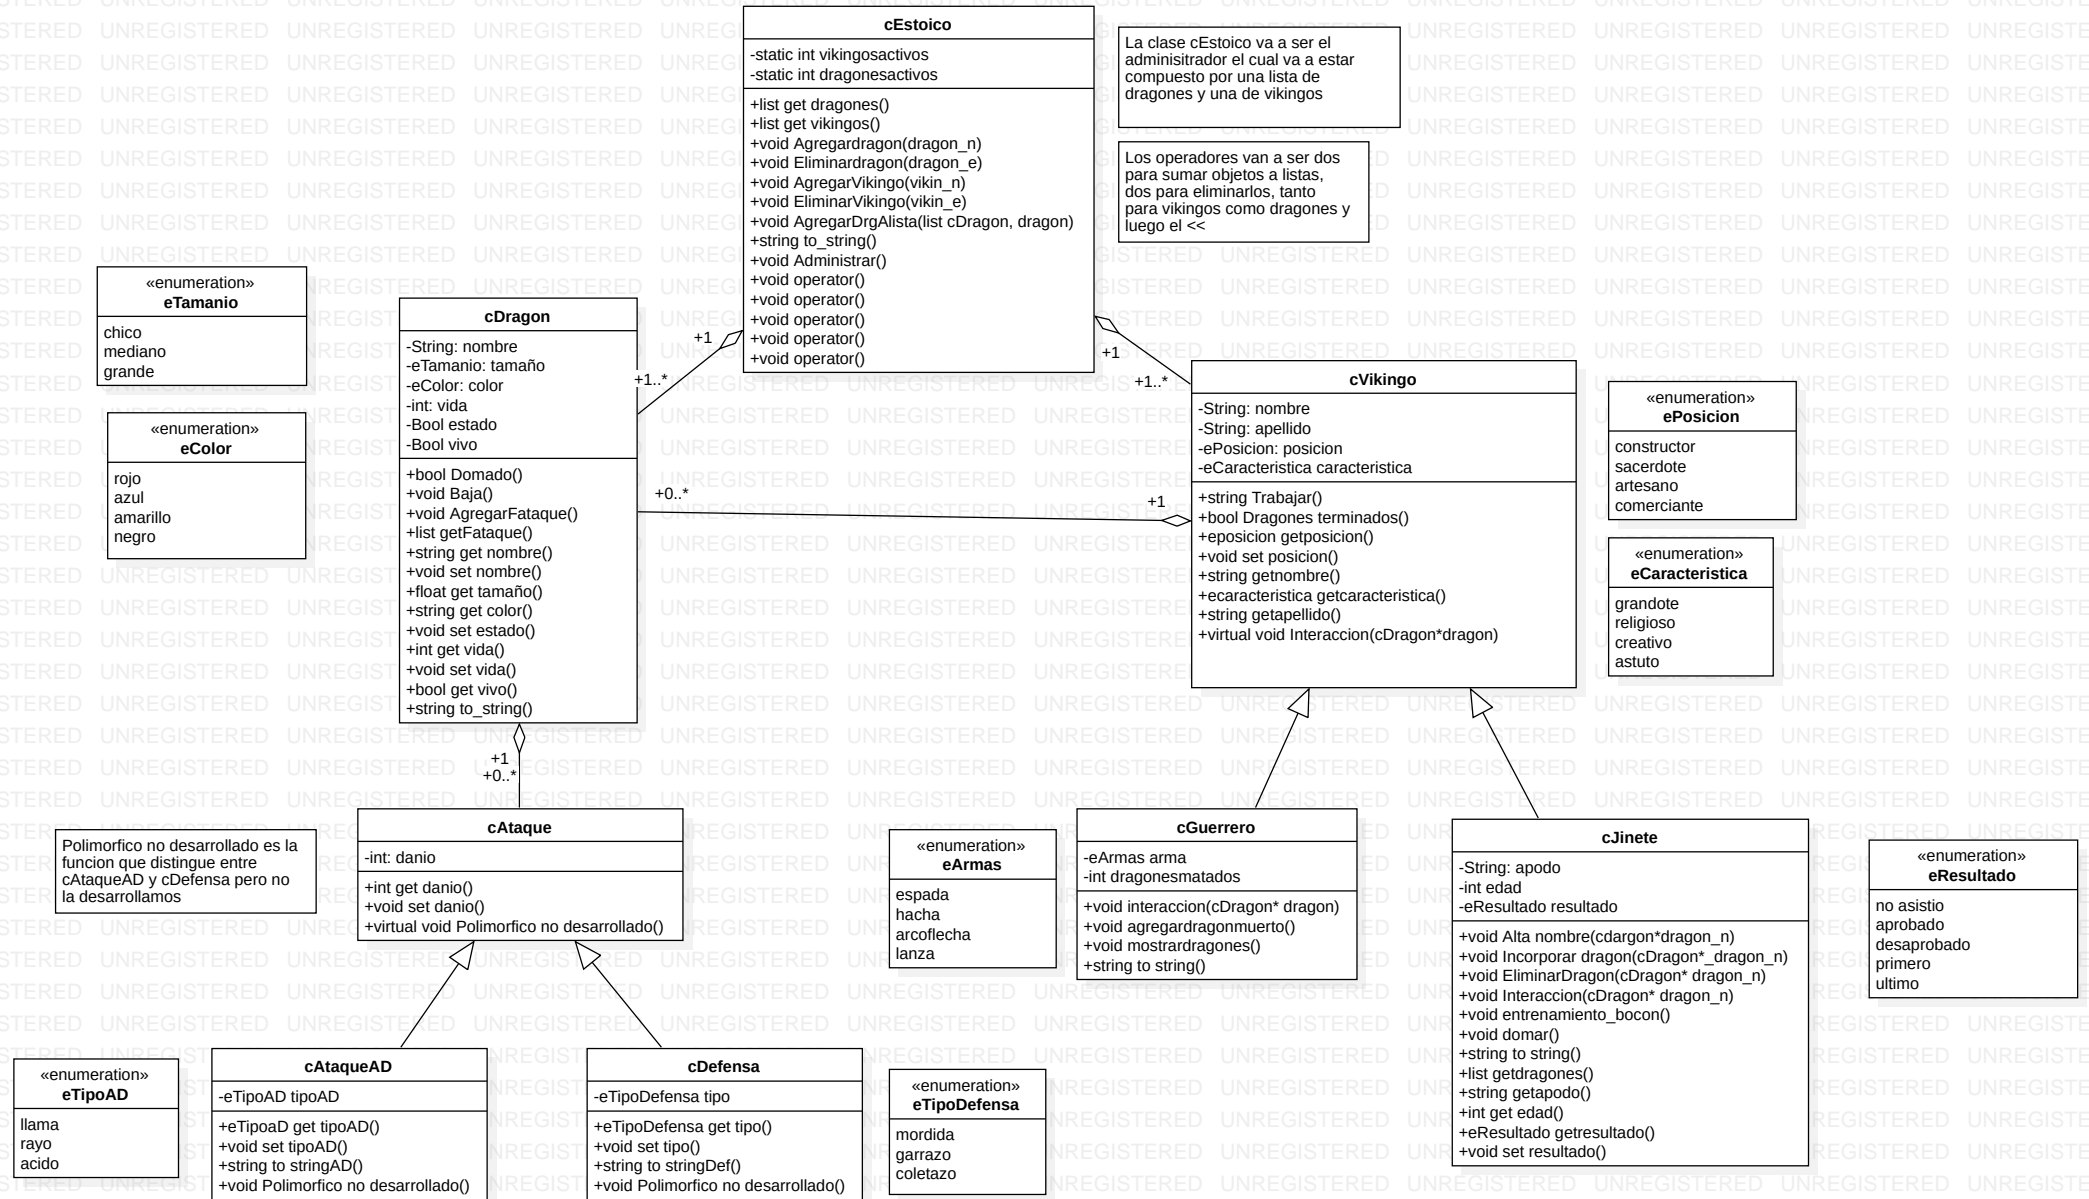 cEstoico
-static int vikingosactivos
-static int dragonesactivos
+list get dragones()
+list get vikingos()
+void Agregardragon(dragon_n)
+void Eliminardragon(dragon_e)
+void AgregarVikingo(vikin_n)
+void EliminarVikingo(vikin_e)
+void AgregarDrgAlista(list cDragon, dragon)
+string to_string()
+void Administrar()
+void operator()
+void operator()
+void operator()
+void operator()
+void operator()
La clase cEstoico va a ser el
adminisitrador el cual va a estar
compuesto por una lista de
dragones y una de vikingos
Los operadores van a ser dos
para sumar objetos a listas,
dos para eliminarlos, tanto
para vikingos como dragones y
luego el <<
«enumeration»
eTamanio
chico
mediano
grande
«enumeration»
eColor
rojo
azul
amarillo
negro
cDragon
-String: nombre
-eTamanio: tamaño
-eColor: color
-int: vida
-Bool estado
-Bool vivo
+bool Domado()
+void Baja()
+void AgregarFataque()
+list getFataque()
+string get nombre()
+void set nombre()
+float get tamaño()
+string get color()
+void set estado()
+int get vida()
+void set vida()
+bool get vivo()
+string to_string()
+1
+1..*
+1
+1..*
+0..*
+1
cVikingo
-String: nombre
-String: apellido
-ePosicion: posicion
-eCaracteristica caracteristica
+string Trabajar()
+bool Dragones terminados()
+eposicion getposicion()
+void set posicion()
+string getnombre()
+ecaracteristica getcaracteristica()
+string getapellido()
+virtual void Interaccion(cDragon*dragon)
«enumeration»
ePosicion
constructor
sacerdote
artesano
comerciante
«enumeration»
eCaracteristica
grandote
religioso
creativo
astuto
+1
+0..*
Polimorfico no desarrollado es la
funcion que distingue entre
cAtaqueAD y cDefensa pero no
la desarrollamos
cAtaque
-int: danio
+int get danio()
+void set danio()
+virtual void Polimorfico no desarrollado()
«enumeration»
eArmas
espada
hacha
arcoflecha
lanza
cGuerrero
-eArmas arma
-int dragonesmatados
+void interaccion(cDragon* dragon)
+void agregardragonmuerto()
+void mostrardragones()
+string to string()
cJinete
-String: apodo
-int edad
-eResultado resultado
+void Alta nombre(cdargon*dragon_n)
+void Incorporar dragon(cDragon*_dragon_n)
+void EliminarDragon(cDragon* dragon_n)
+void Interaccion(cDragon* dragon_n)
+void entrenamiento_bocon()
+void domar()
+string to string()
+list getdragones()
+string getapodo()
+int get edad()
+eResultado getresultado()
+void set resultado()
«enumeration»
eResultado
no asistio
aprobado
desaprobado
primero
ultimo
«enumeration»
eTipoAD
llama
rayo
acido
cAtaqueAD
-eTipoAD tipoAD
+eTipoaD get tipoAD()
+void set tipoAD()
+string to stringAD()
+void Polimorfico no desarrollado()
cDefensa
-eTipoDefensa tipo
+eTipoDefensa get tipo()
+void set tipo()
+string to stringDef()
+void Polimorfico no desarrollado()
«enumeration»
eTipoDefensa
mordida
garrazo
coletazo
UNREGISTERED